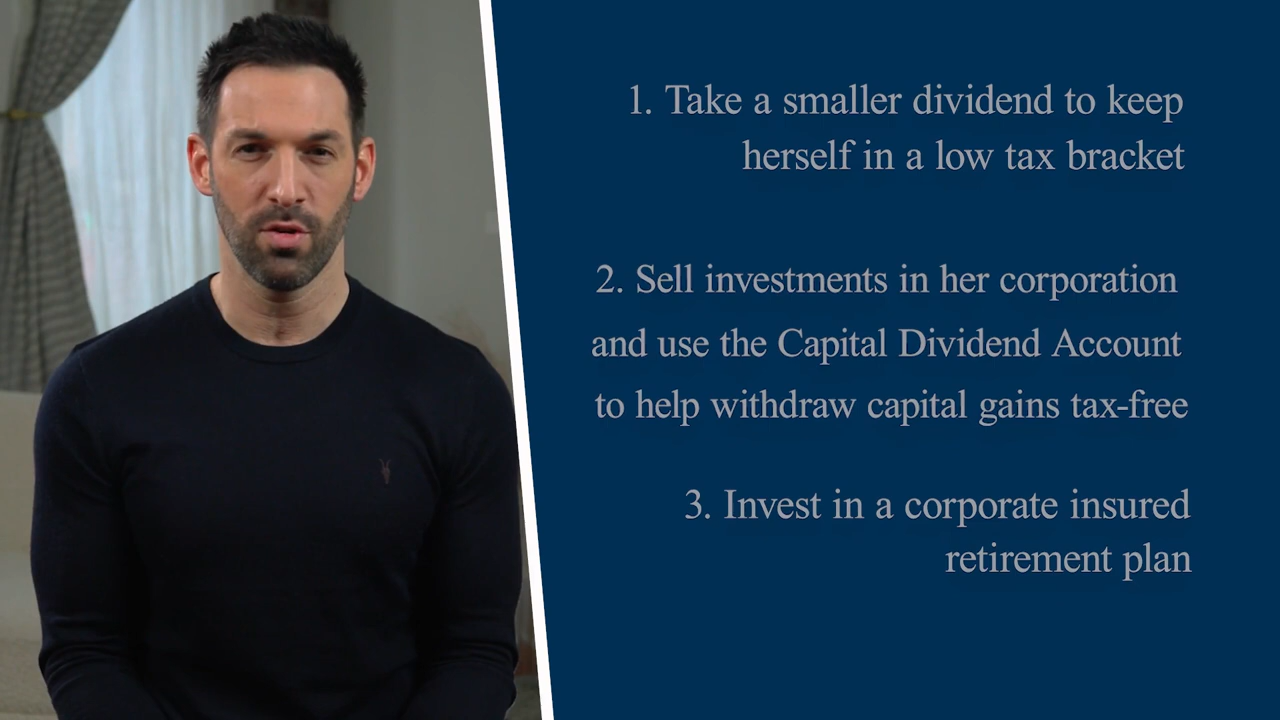 1. Take a smaller dividend to keep
herself in a low tax bracket
2. Sell investments in her corporation
and use the Capital Dividend Account
to help withdraw capital gains tax-free
3. Invest in a corporate insured
retirement plan